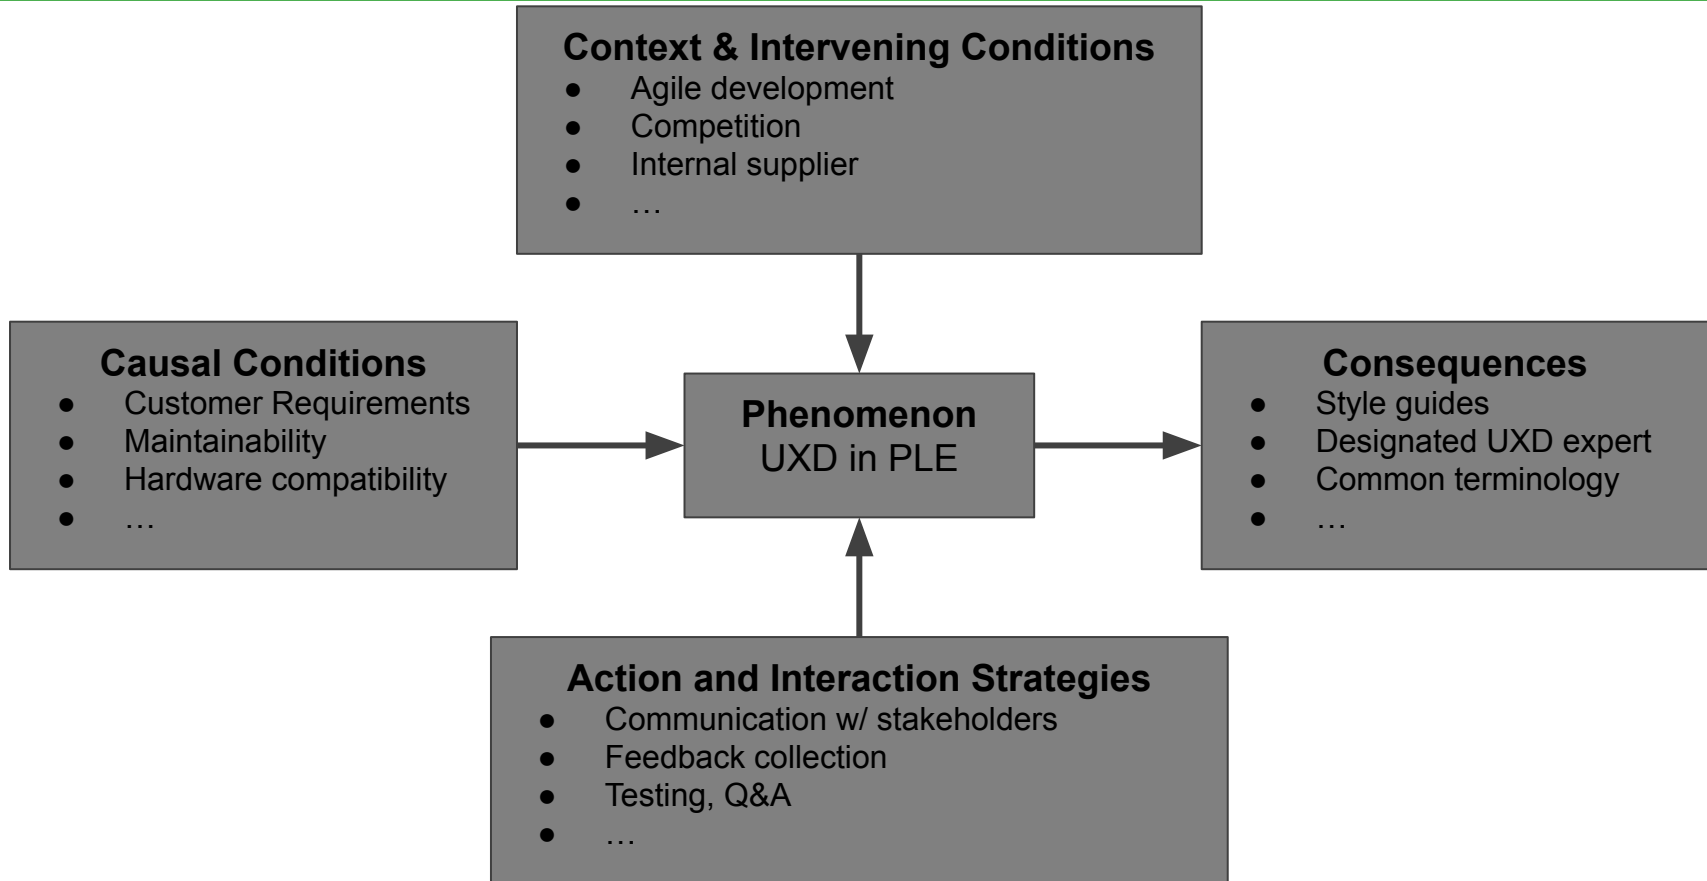 Context & Intervening Conditions
● Agile development
● Competition
● Internal supplier
● …
Causal Conditions
● Customer Requirements
● Maintainability
● Hardware compatibility
● …
Phenomenon
UXD in PLE
Consequences
● Style guides
● Designated UXD expert
● Common terminology
● …
Action and Interaction Strategies
● Communication w/ stakeholders
● Feedback collection
● Testing, Q&A
● …